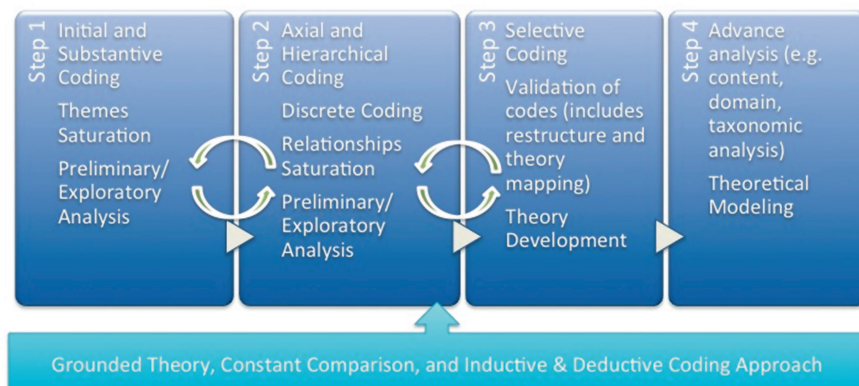 Step 1
Initial and
Substantive
Coding
Themes
Saturation
Preliminary/
Exploratory
Analysis
Step 2
Axial and
Hierarchical
Coding
Discrete Coding
Relationships
Saturation
Preliminary/
Exploratory
Analysis
Step 3
Selective
Coding
Validation of
codes (includes
restructure and
theory
mapping)
Theory
Development
Step 4
Advance
analysis (e.g.
content,
domain,
taxonomic
analysis)
Theoretical
Modeling
Grounded Theory, Constant Comparison, and Inductive & Deductive Coding Approach